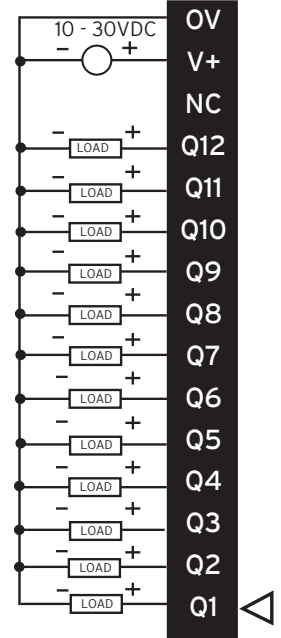 0V
10 - 30VDC
- + V+
NC
- LOAD + Q12
- LOAD + Q11
- LOAD + Q10
- LOAD + Q9
- LOAD + Q8
- LOAD + Q7
- LOAD + Q6
- LOAD + Q5
- LOAD + Q4
- LOAD + Q3
- LOAD + Q2
- LOAD + Q1